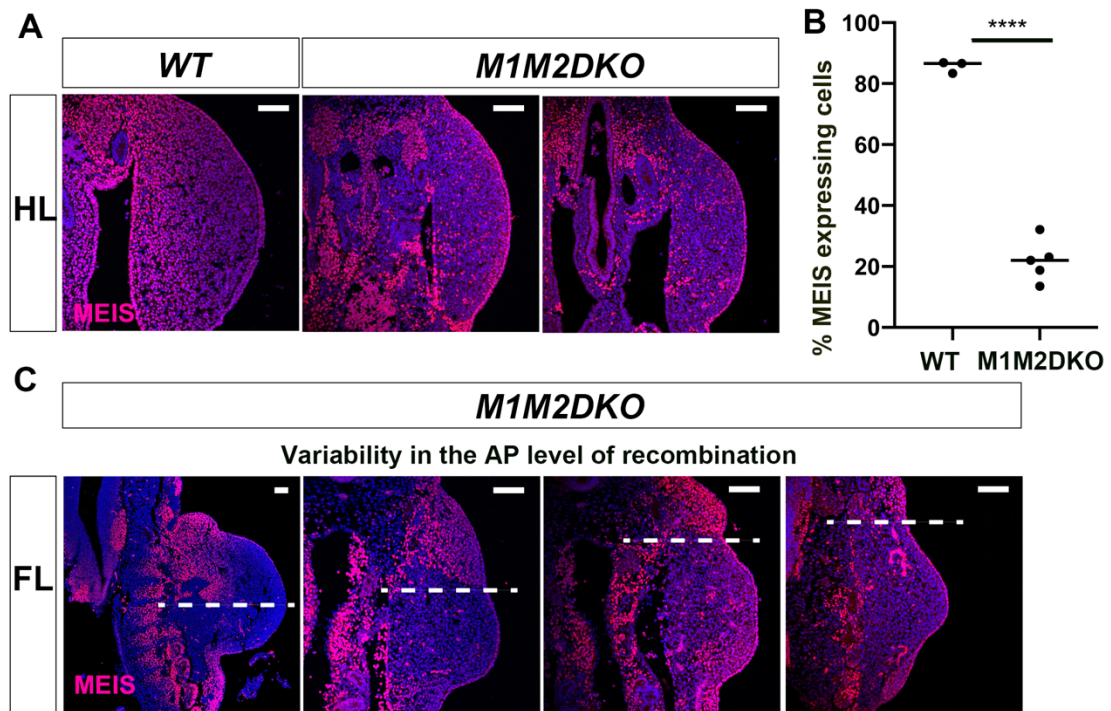 A
WT
M1M2DKO
HL
MEIS
B
% MEIS expressing cells
100
80
60
40
20
0
****
WT
M1M2DKO
C
M1M2DKO
Variability in the AP level of recombination
FL
MEIS